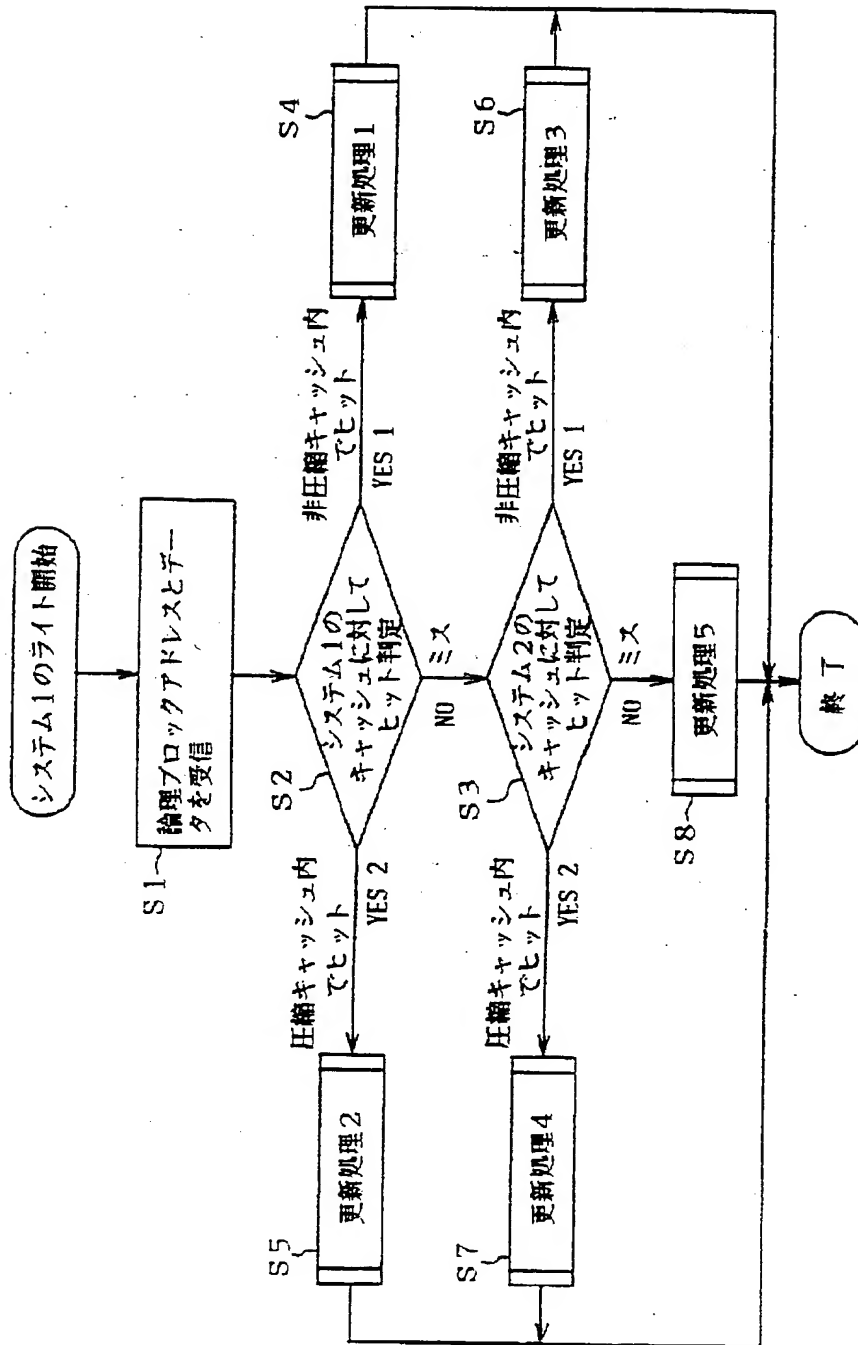 システム1のライト開始
S1
論理ブロックアドレスとデー
タを受信
S2
システム1の
キャッシュに対して
ヒット判定
非圧縮キャッシュ内
でヒット
YES 1
S4
更新処理1
圧縮キャッシュ内
でヒット
YES 2
S5
更新処理2
NO
ミス
S3
システム2の
キャッシュに対して
ヒット判定
非圧縮キャッシュ内
でヒット
YES 1
S6
更新処理3
圧縮キャッシュ内
でヒット
YES 2
S7
更新処理4
NO
ミス
S8
更新処理5
終了